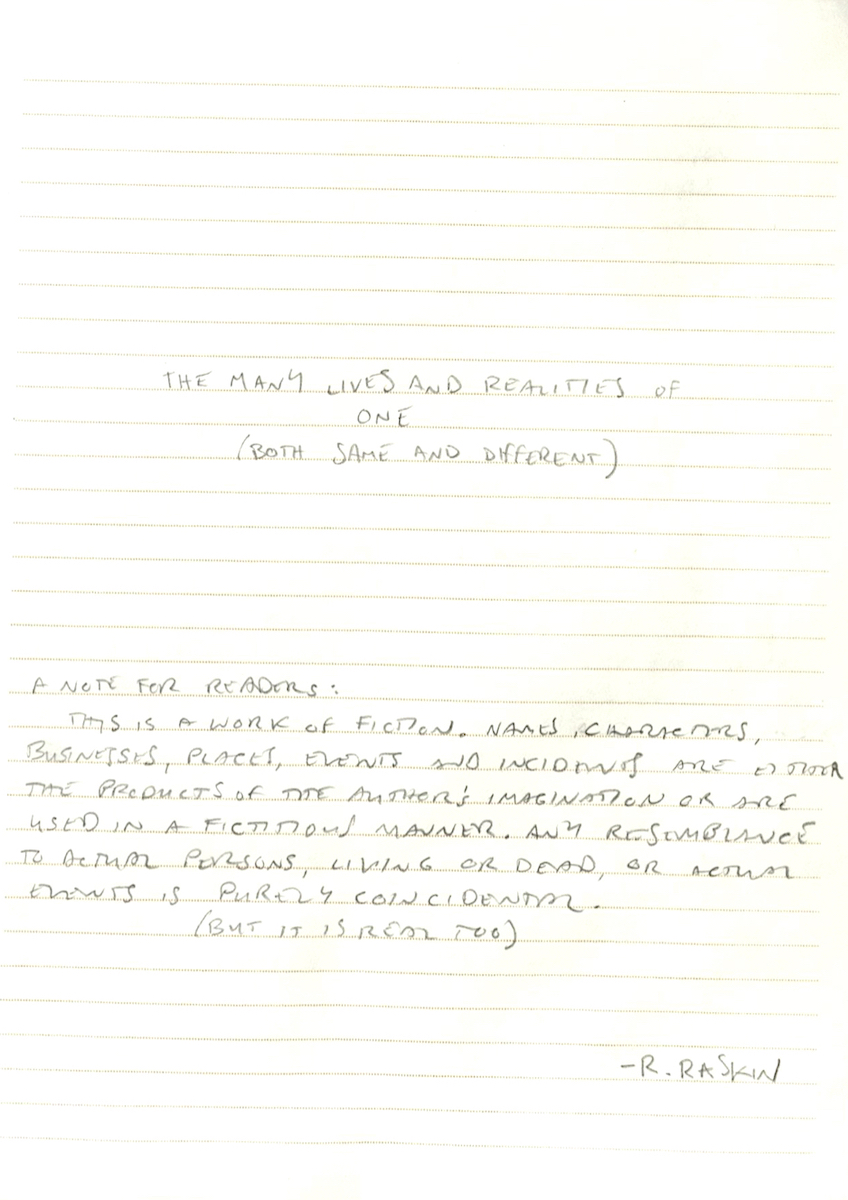 THE MANY LIVES AND REALITIES OF
ONE
(BOTH SAME AND DIFFERENT)
A NOTE FOR READERS:
THIS IS A WORK OF FICTION. NAMES, CHARACTERS,
BUSINESSES, PLACES, EVENTS AND INCIDENTS ARE EITHER
THE PRODUCTS OF THE AUTHOR'S IMAGINATION OR ARE
USED IN A FICTITIOUS MANNER. ANY RESEMBLANCE
TO ACTUAL PERSONS, LIVING OR DEAD, OR ACTUAL
EVENTS IS PURELY COINCIDENTAL.
(BUT IT IS REAL TOO)
-R. RASKIN